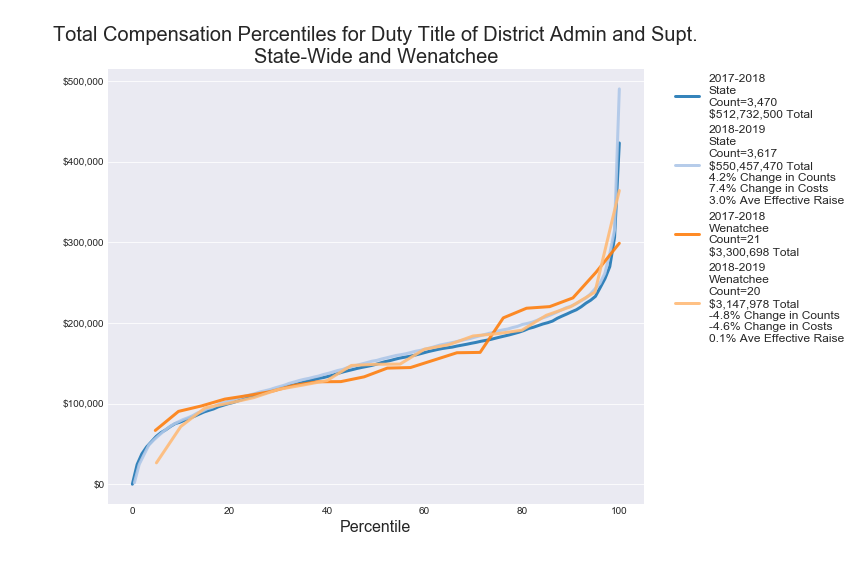 Total Compensation Percentiles for Duty Title of District Admin and Supt.
State-Wide and Wenatchee
$500,000
$400,000
$300,000
$200,000
$100,000
$0
0
20
40
60
80
100
Percentile
2017-2018
State
Count=3,470
$512,732,500 Total
2018-2019
State
Count=3,617
$550,457,470 Total
4.2% Change in Counts
7.4% Change in Costs
3.0% Ave Effective Raise
2017-2018
Wenatchee
Count=21
$3,300,698 Total
2018-2019
Wenatchee
Count=20
$3,147,978 Total
-4.8% Change in Counts
-4.6% Change in Costs
0.1% Ave Effective Raise